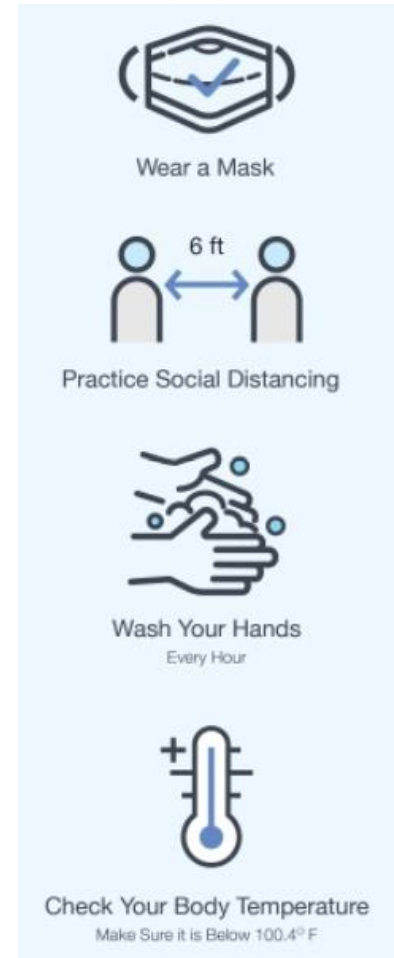 Wear a Mask
6 ft
Practice Social Distancing
Wash Your Hands
Every Hour
Check Your Body Temperature
Make Sure it is Below 100.4° F